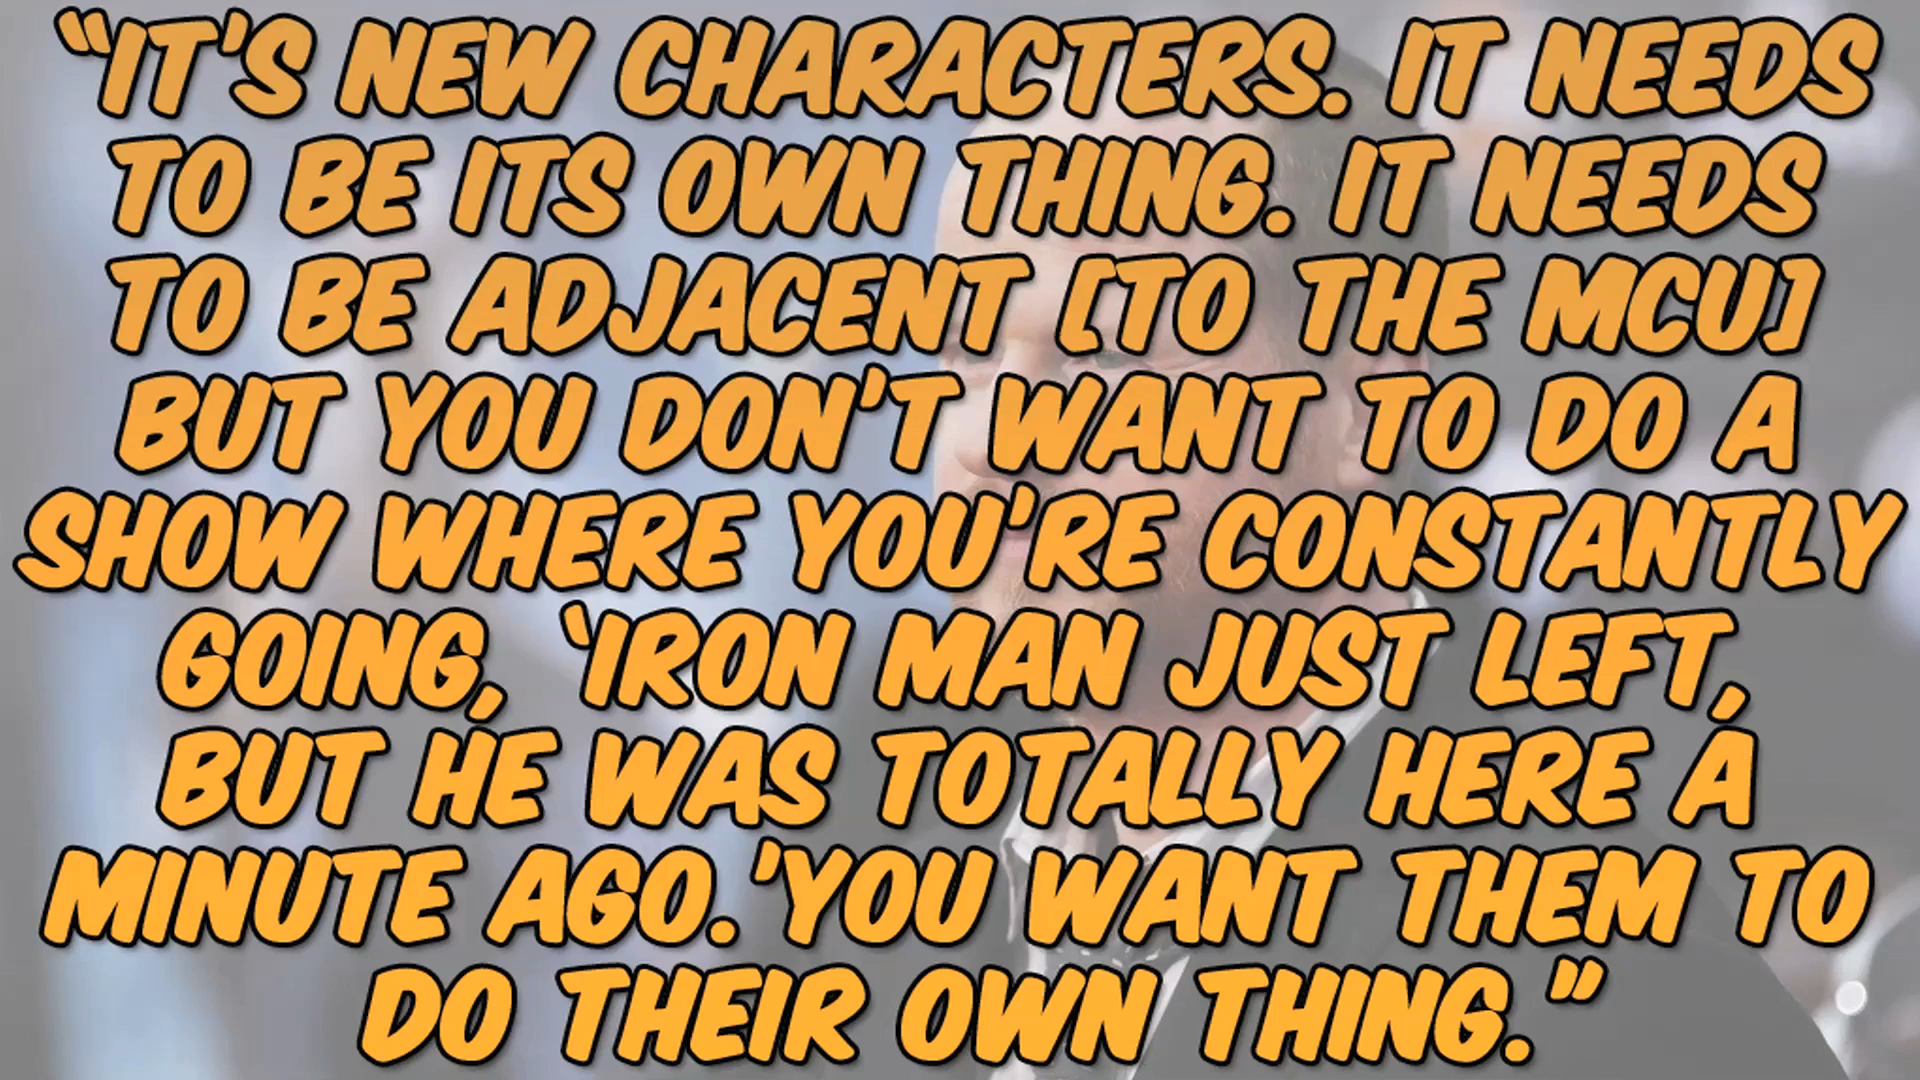 “IT’S NEW CHARACTERS. IT NEEDS
TO BE ITS OWN THING. IT NEEDS
TO BE ADJACENT [TO THE MCU]
BUT YOU DON’T WANT TO DO A
SHOW WHERE YOU’RE CONSTANTLY
GOING, ‘IRON MAN JUST LEFT,
BUT HE WAS TOTALLY HERE A
MINUTE AGO.’YOU WANT THEM TO
DO THEIR OWN THING.”